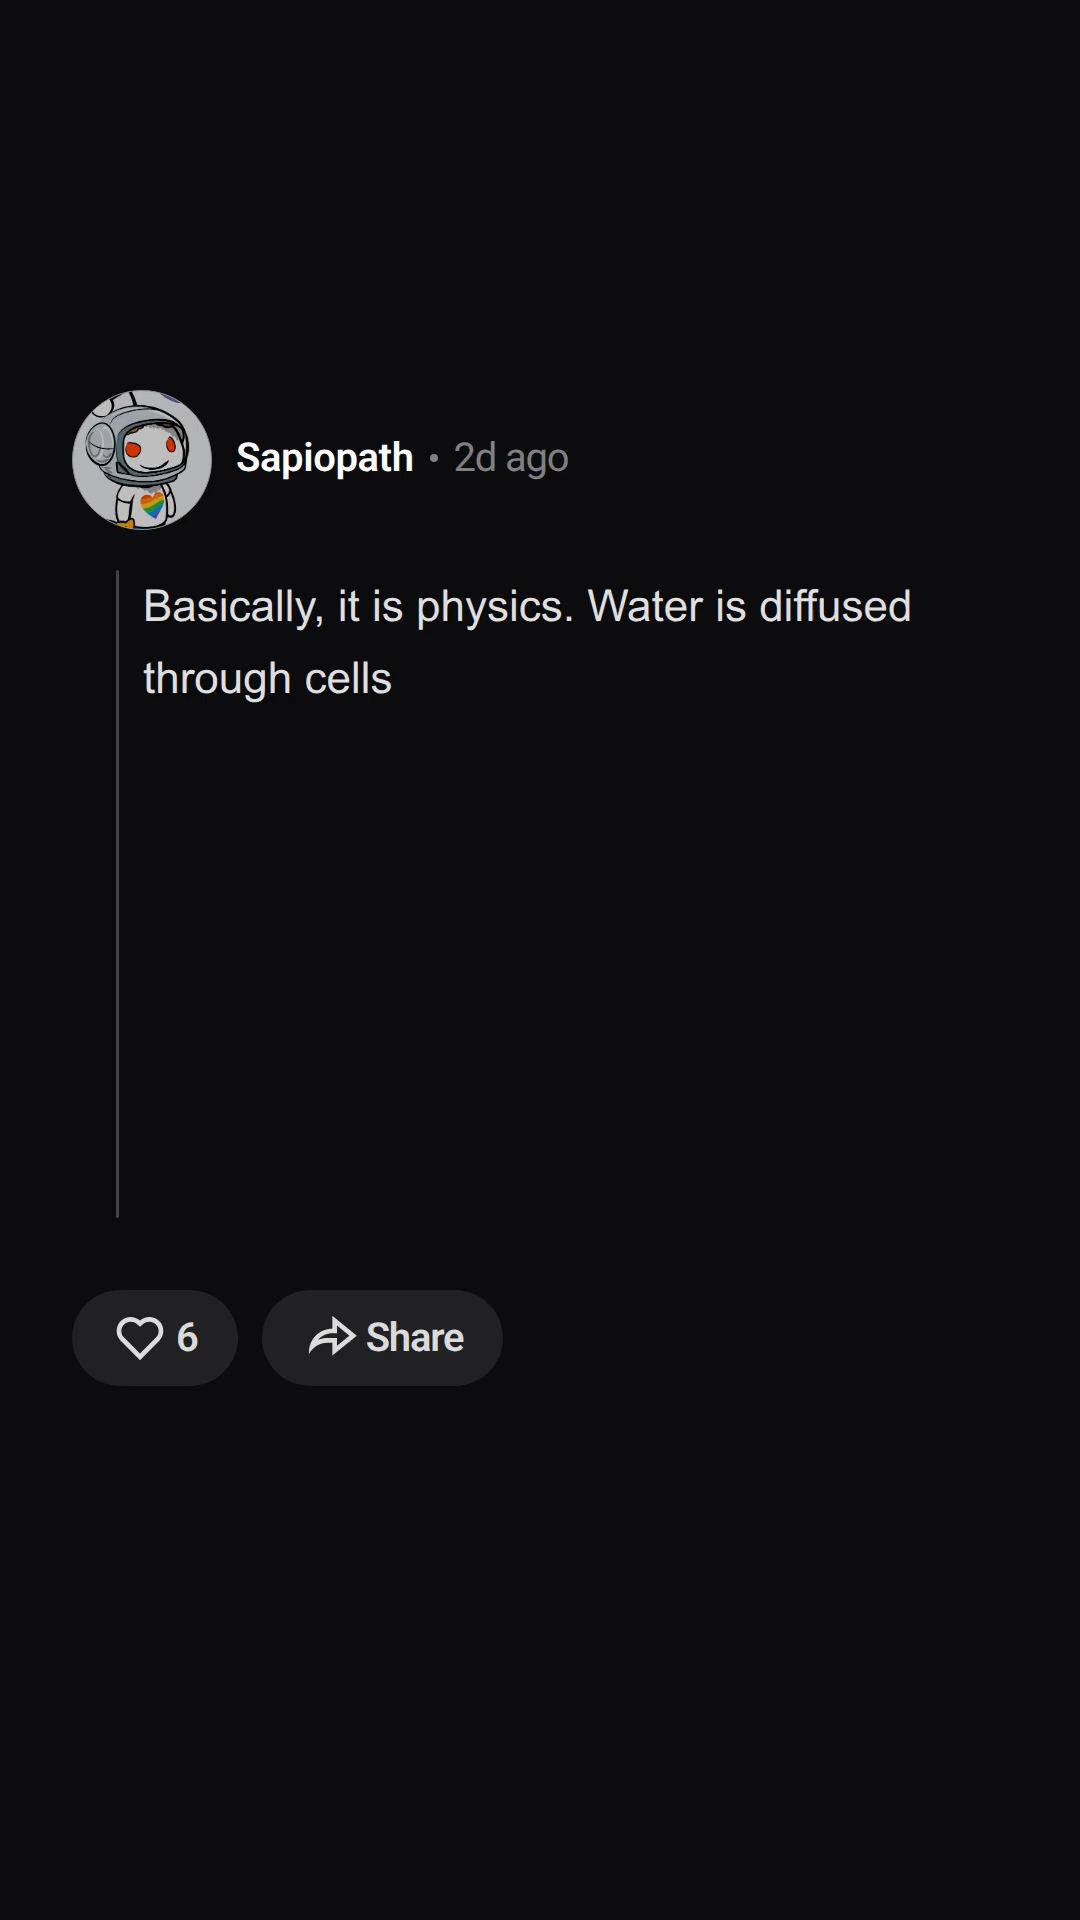 Sapiopath • 2d ago
Basically, it is physics. Water is diffused
through cells
6
Share